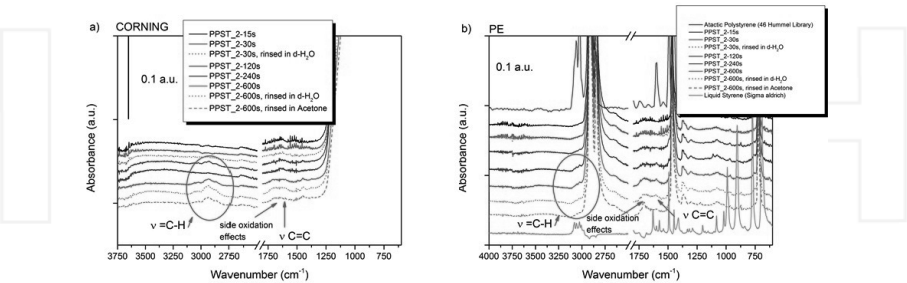 a) CORNING
PPST_2-15s
PPST_2-30s
PPST_2-30s, rinsed in d-H₂O
PPST_2-120s
PPST_2-240s
PPST_2-600s
PPST_2-600s, rinsed in d-H₂O
PPST_2-600s, rinsed in Acetone
0.1 a.u.
Absorbance (a.u.)
ν =C-H
side oxidation
effects
ν C=C
3750 3000 2250 1750 1250 750
Wavenumber (cm⁻¹)
b) PE
Atactic Polystyrene (46 Hummel Library)
PPST_2-15s
PPST_2-30s
PPST_2-30s, rinsed in d-H₂O
PPST_2-120s
PPST_2-240s
PPST_2-600s
PPST_2-600s, rinsed in d-H₂O
PPST_2-600s, rinsed in Acetone
Liquid Styrene (Sigma aldrich)
0.1 a.u.
Absorbance (a.u.)
ν =C-H
side oxidation
effects
ν C=C
4000 3750 3500 3250 3000 2750 2500 1750 1500 1250 1000 750
Wavenumber (cm⁻¹)